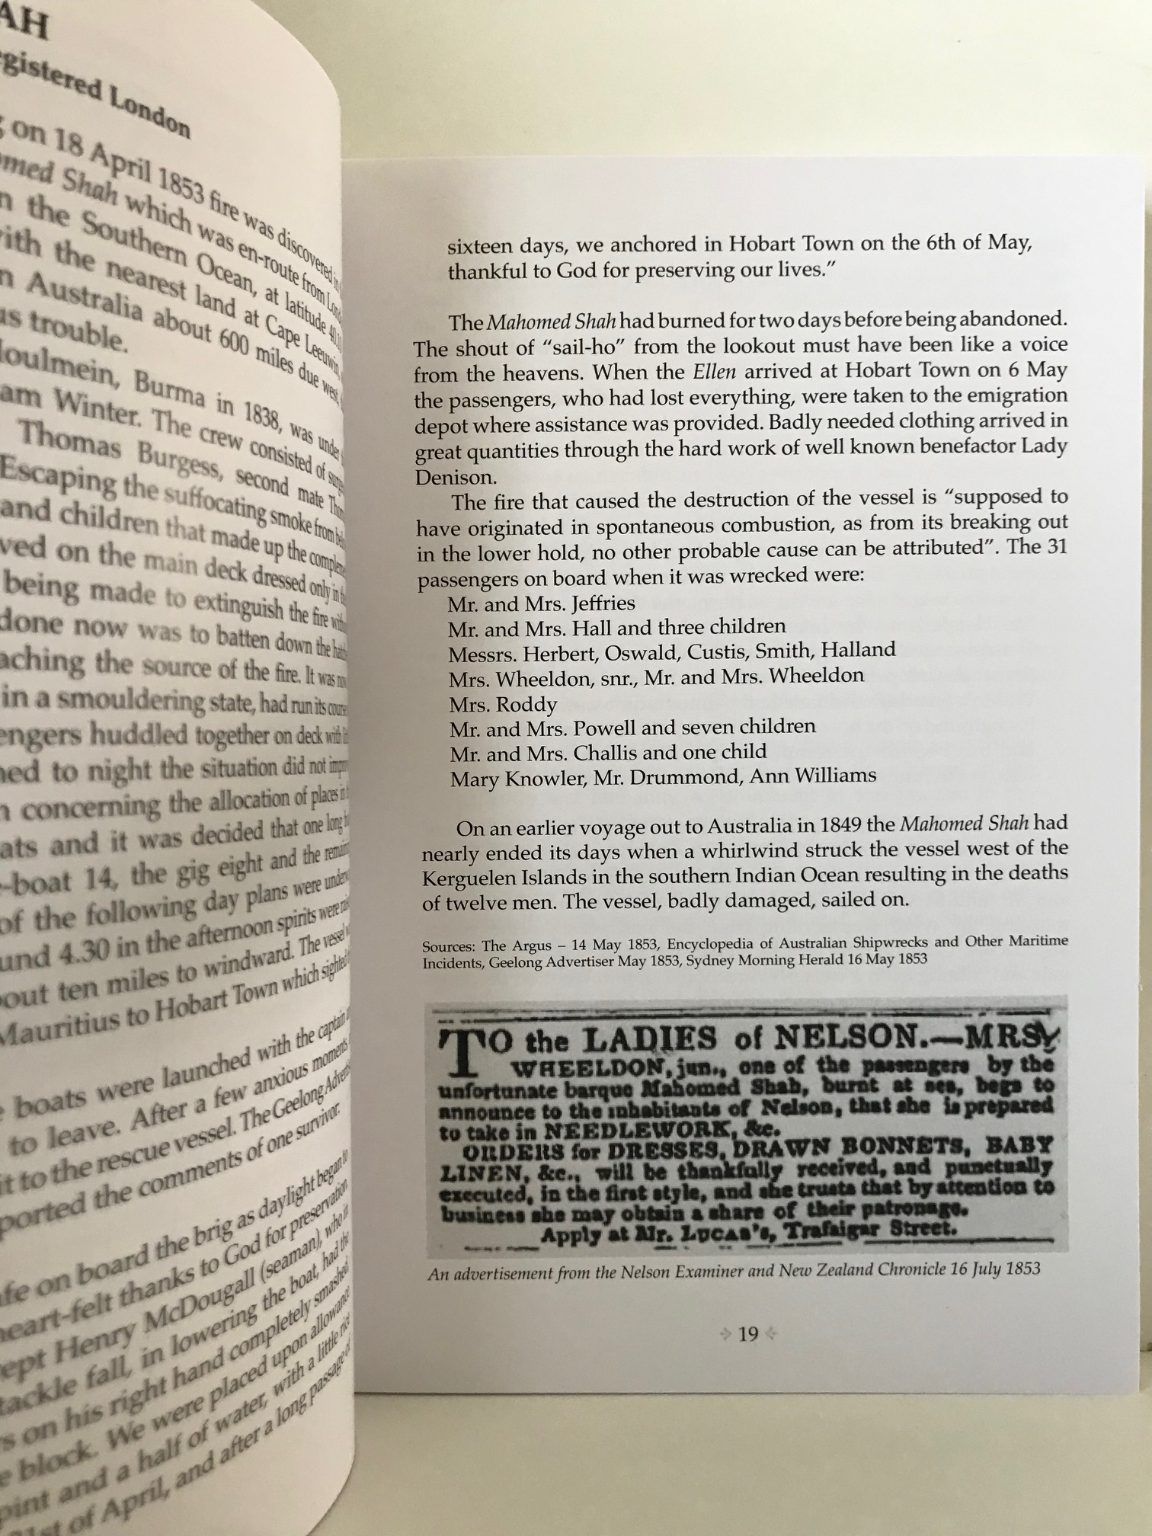 AH
gistered London
on 18 April 1853 fire was discovered
med Shah which was en-route from
n the Southern Ocean, at latitude
ith the nearest land at Cape Leeuwin,
n Australia about 600 miles due west,
us trouble.
oulmein, Burma in 1838, was
am Winter. The crew consisted of
Thomas Burgess, second mate
Escaping the suffocating smoke from
and children that made up the
ved on the main deck dressed only in
being made to extinguish the fire
done now was to batten down the
aching the source of the fire. It was
in a smouldering state, had run its course
engers huddled together on deck with
ned to night the situation did not
n concerning the allocation of places in
ats and it was decided that one long
-boat 14, the gig eight and the
of the following day plans were
und 4.30 in the afternoon spirits were
bout ten miles to windward. The vessel
Mauritius to Hobart Town which sighted
e boats were launched with the captain
to leave. After a few anxious moments
it to the rescue vessel. The Geelong
ported the comments of one survivor.
afe on board the brig as daylight began
heart-felt thanks to God for preservation
ept Henry McDougall (seaman), who
tackle fall, in lowering the boat, had the
s on his right hand completely smashed
e block. We were placed upon allowance
pint and a half of water, with a little
1st of April, and after a long passage
sixteen days, we anchored in Hobart Town on the 6th of May,
thankful to God for preserving our lives.”
The Mahomed Shah had burned for two days before being abandoned.
The shout of “sail-ho” from the lookout must have been like a voice
from the heavens. When the Ellen arrived at Hobart Town on 6 May
the passengers, who had lost everything, were taken to the emigration
depot where assistance was provided. Badly needed clothing arrived in
great quantities through the hard work of well known benefactor Lady
Denison.
The fire that caused the destruction of the vessel is “supposed to
have originated in spontaneous combustion, as from its breaking out
in the lower hold, no other probable cause can be attributed”. The 31
passengers on board when it was wrecked were:
Mr. and Mrs. Jeffries
Mr. and Mrs. Hall and three children
Messrs. Herbert, Oswald, Custis, Smith, Halland
Mrs. Wheeldon, snr., Mr. and Mrs. Wheeldon
Mrs. Roddy
Mr. and Mrs. Powell and seven children
Mr. and Mrs. Challis and one child
Mary Knowler, Mr. Drummond, Ann Williams
On an earlier voyage out to Australia in 1849 the Mahomed Shah had
nearly ended its days when a whirlwind struck the vessel west of the
Kerguelen Islands in the southern Indian Ocean resulting in the deaths
of twelve men. The vessel, badly damaged, sailed on.
Sources: The Argus – 14 May 1853, Encyclopedia of Australian Shipwrecks and Other Maritime
Incidents, Geelong Advertiser May 1853, Sydney Morning Herald 16 May 1853
TO the LADIES of NELSON.—MRS.
WHEELDON, jun., one of the passengers by the
unfortunate barque Mahomed Shah, burnt at sea, begs to
announce to the inhabitants of Nelson, that she is prepared
to take in NEEDLEWORK, &c.
ORDERS for DRESSES, DRAWN BONNETS, BABY
LINEN, &c., will be thankfully received, and punctually
executed, in the first style, and she trusts that by attention to
business she may obtain a share of their patronage.
Apply at Mr. LUCAS's, Trafalgar Street.
An advertisement from the Nelson Examiner and New Zealand Chronicle 16 July 1853
19